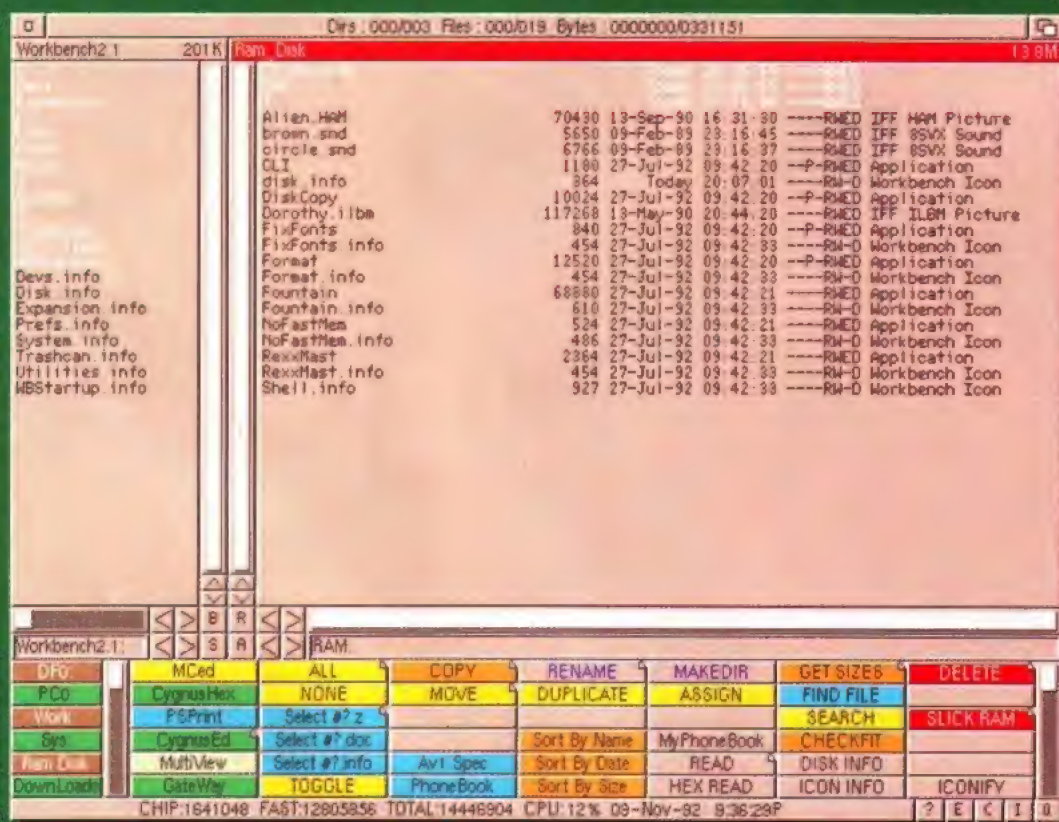 Dirs : 000/003 Files : 000/019 Bytes : 0000000/0331151
Workbench2.1 201K Ram Disk 13.8M
Alien.HAM 70430 13-Sep-90 16:31:30 ----RWED IFF HAM Picture
brown.snd 5650 09-Feb-89 23:16:45 ----RWED IFF 8SVX Sound
circle.snd 6766 09-Feb-89 23:16:37 ----RWED IFF 8SVX Sound
CLI 1180 27-Jul-92 09:42:20 --P-RWED Application
disk.info 364 Today 20:07:01 ----RW-D Workbench Icon
DiskCopy 10024 27-Jul-92 09:42:20 --P-RWED Application
Dorothy.ilbm 117268 13-May-90 20:44:20 ----RWED IFF ILBM Picture
FixFonts 840 27-Jul-92 09:42:20 --P-RWED Application
FixFonts.info 454 27-Jul-92 09:42:33 ----RW-D Workbench Icon
Format 12520 27-Jul-92 09:42:20 --P-RWED Application
Devs.info Format.info 454 27-Jul-92 09:42:33 ----RW-D Workbench Icon
Disk.info Fountain 68880 27-Jul-92 09:42:21 ----RWED Application
Expansion.info Fountain.info 610 27-Jul-92 09:42:33 ----RW-D Workbench Icon
Prefs.info NoFastMem 524 27-Jul-92 09:42:21 ----RWED Application
System.info NoFastMem.info 486 27-Jul-92 09:42:33 ----RW-D Workbench Icon
Trashcan.info RexxMast 2364 27-Jul-92 09:42:21 ----RWED Application
Utilities.info RexxMast.info 454 27-Jul-92 09:42:33 ----RW-D Workbench Icon
WBStartup.info Shell.info 927 27-Jul-92 09:42:33 ----RW-D Workbench Icon
B R
Workbench2.1: S A RAM:
DF0: MCed ALL COPY RENAME MAKEDIR GET SIZES DELETE
PC0: CygnusHex NONE MOVE DUPLICATE ASSIGN FIND FILE
Work PSPrint Select #?.z SEARCH SLICK RAM
Sys CygnusEd Select #?.doc Sort By Name MyPhoneBook CHECKFIT
Ram Disk MultiView Select #?.info Av1 Spec Sort By Date READ DISK INFO
DownLoads GateWay TOGGLE PhoneBook Sort By Size HEX READ ICON INFO ICONIFY
CHIP:1641048 FAST:12805856 TOTAL:14446904 CPU:12% 09-Nov-92 9:36:29P ? E C I Q